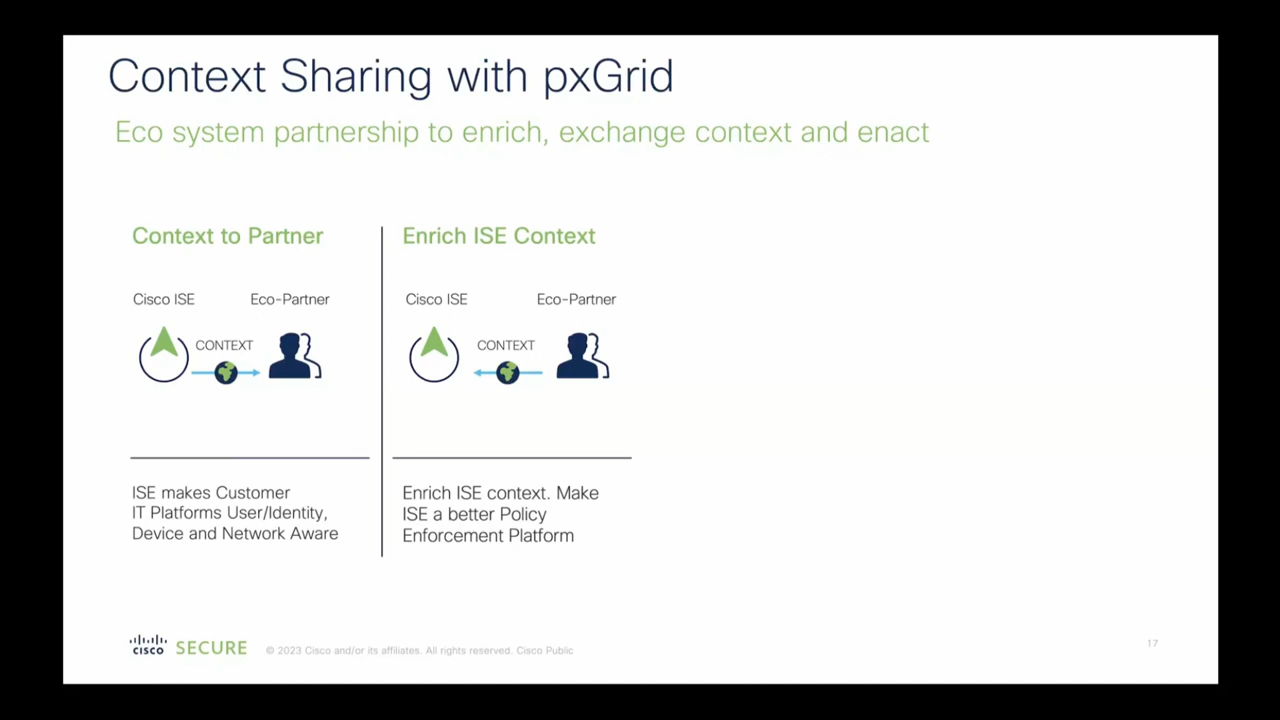 Context Sharing with pxGrid
Eco system partnership to enrich, exchange context and enact
Context to Partner
Cisco ISE
Eco-Partner
CONTEXT
ISE makes Customer
IT Platforms User/Identity,
Device and Network Aware
Enrich ISE Context
Cisco ISE
Eco-Partner
CONTEXT
Enrich ISE context. Make
ISE a better Policy
Enforcement Platform
CISCO SECURE
© 2023 Cisco and/or its affiliates. All rights reserved. Cisco Public
17